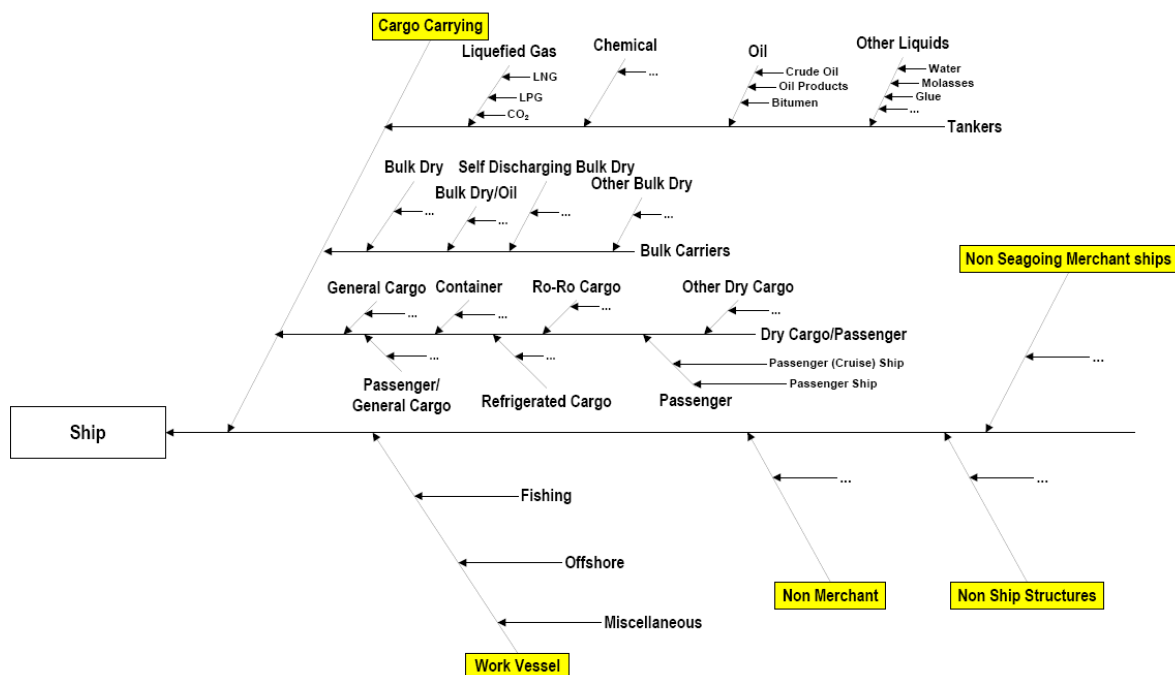 Cargo Carrying
Liquefied Gas
LNG
LPG
CO₂
Chemical
...
Oil
Crude Oil
Oil Products
Bitumen
Other Liquids
Water
Molasses
Glue
...
Tankers
Bulk Dry
...
Bulk Dry/Oil
...
Self Discharging Bulk Dry
...
Other Bulk Dry
...
Bulk Carriers
Non Seagoing Merchant ships
...
General Cargo
...
Container
...
Ro-Ro Cargo
...
Other Dry Cargo
...
Dry Cargo/Passenger
...
Passenger/
General Cargo
...
Refrigerated Cargo
Passenger (Cruise) Ship
Passenger Ship
Passenger
Ship
Fishing
Offshore
Miscellaneous
Work Vessel
...
Non Merchant
...
Non Ship Structures